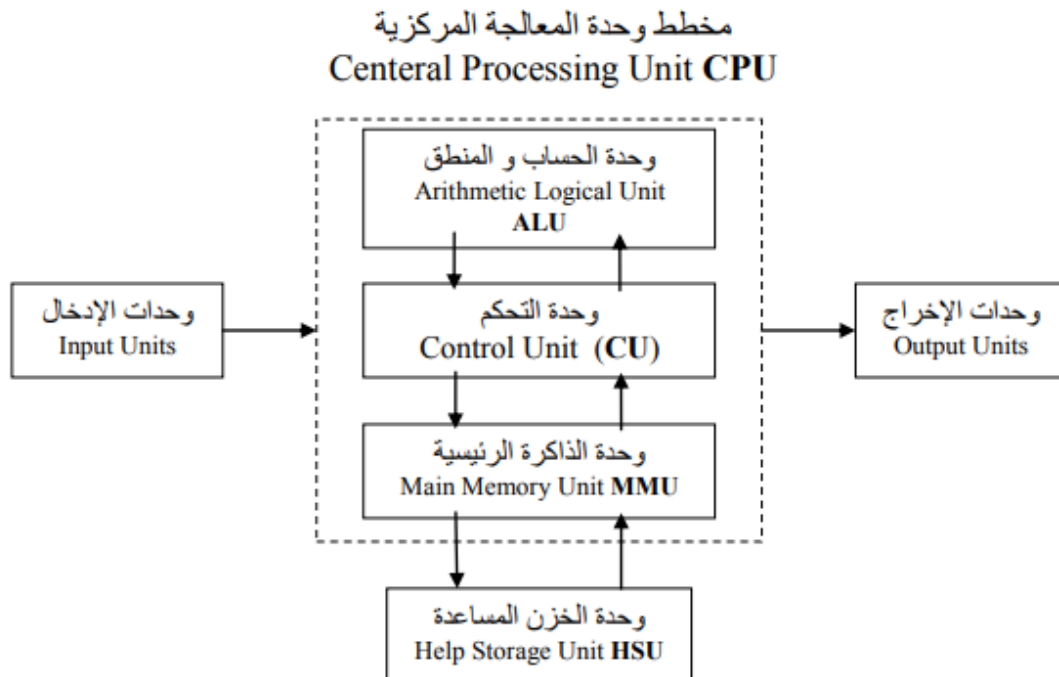 مخطط وحدة المعالجة المركزية
Centeral Processing Unit CPU
وحدة الحساب و المنطق
Arithmetic Logical Unit
ALU
وحدات الإدخال
Input Units
وحدة التحكم
Control Unit (CU)
وحدات الإخراج
Output Units
وحدة الذاكرة الرئيسية
Main Memory Unit MMU
وحدة الخزن المساعدة
Help Storage Unit HSU